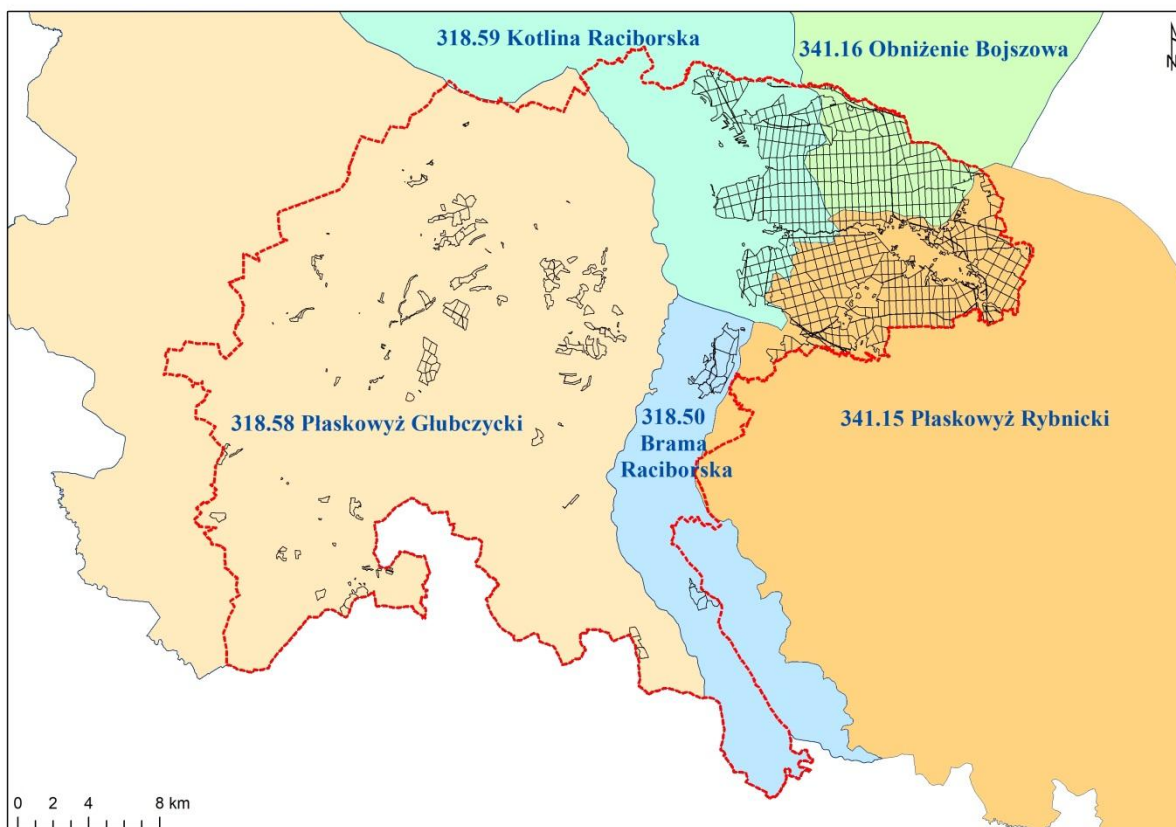 318.59 Kotlina Raciborska
341.16 Obniżenie Bojszowa
N
318.58 Płaskowyż Głubczycki
318.50
Brama
Raciborska
341.15 Płaskowyż Rybnicki
0 2 4 8 km